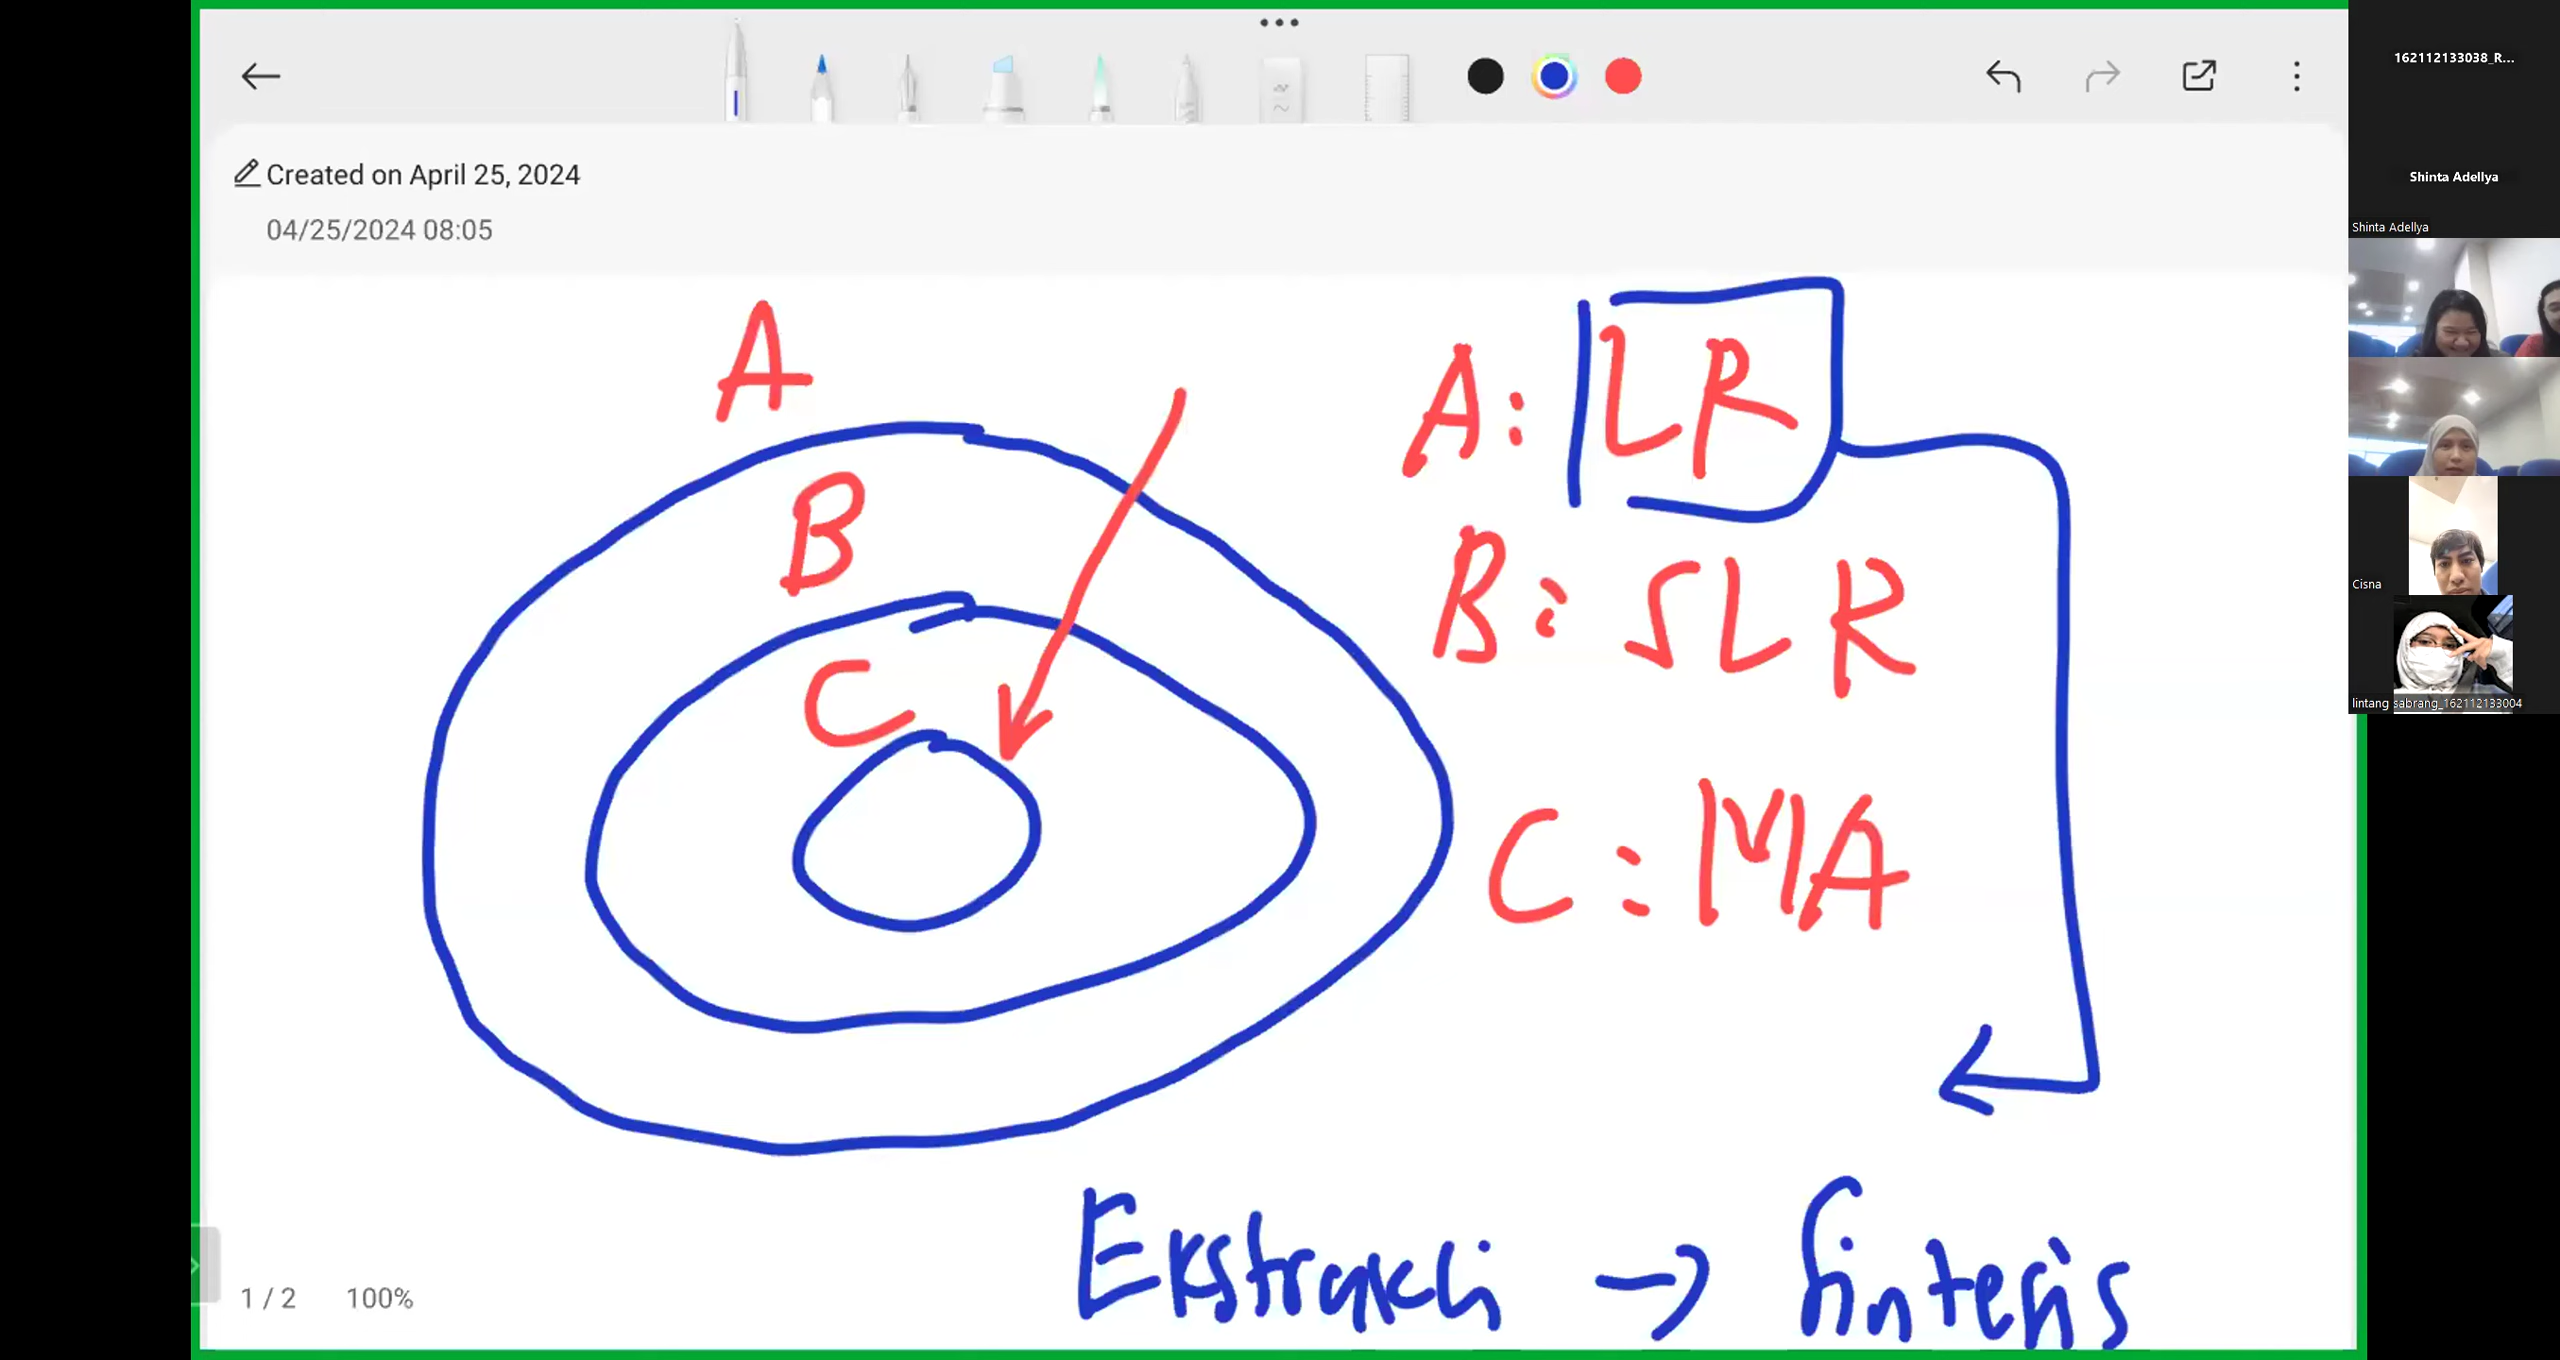 162112133038_R...
Created on April 25, 2024
04/25/2024 08:05
Shinta Adellya
Shinta Adellya
A
B
C
A: LR
B: SLR
C: MA
Cisna
lintang sabrang_162112133004
Ekstraksi → Sintesis
1 / 2 100%